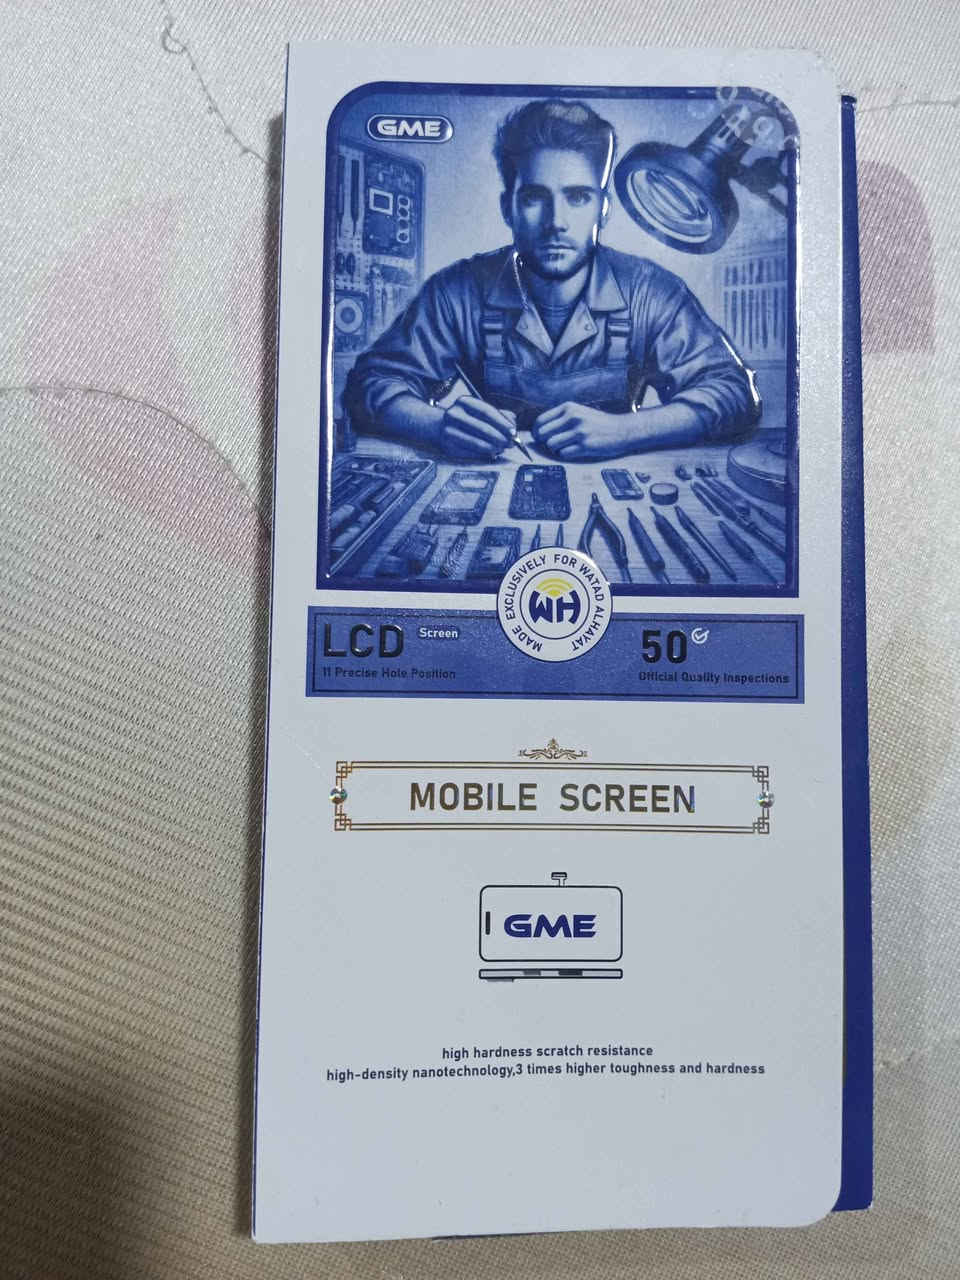 GME
MADE EXCLUSIVELY FOR WATAD ALHAYAT
WH
LCD Screen
11 Precise Hole Position
50
Official Quality Inspections
MOBILE SCREEN
GME
high hardness scratch resistance
high-density nanotechnology,3 times higher toughness and hardness